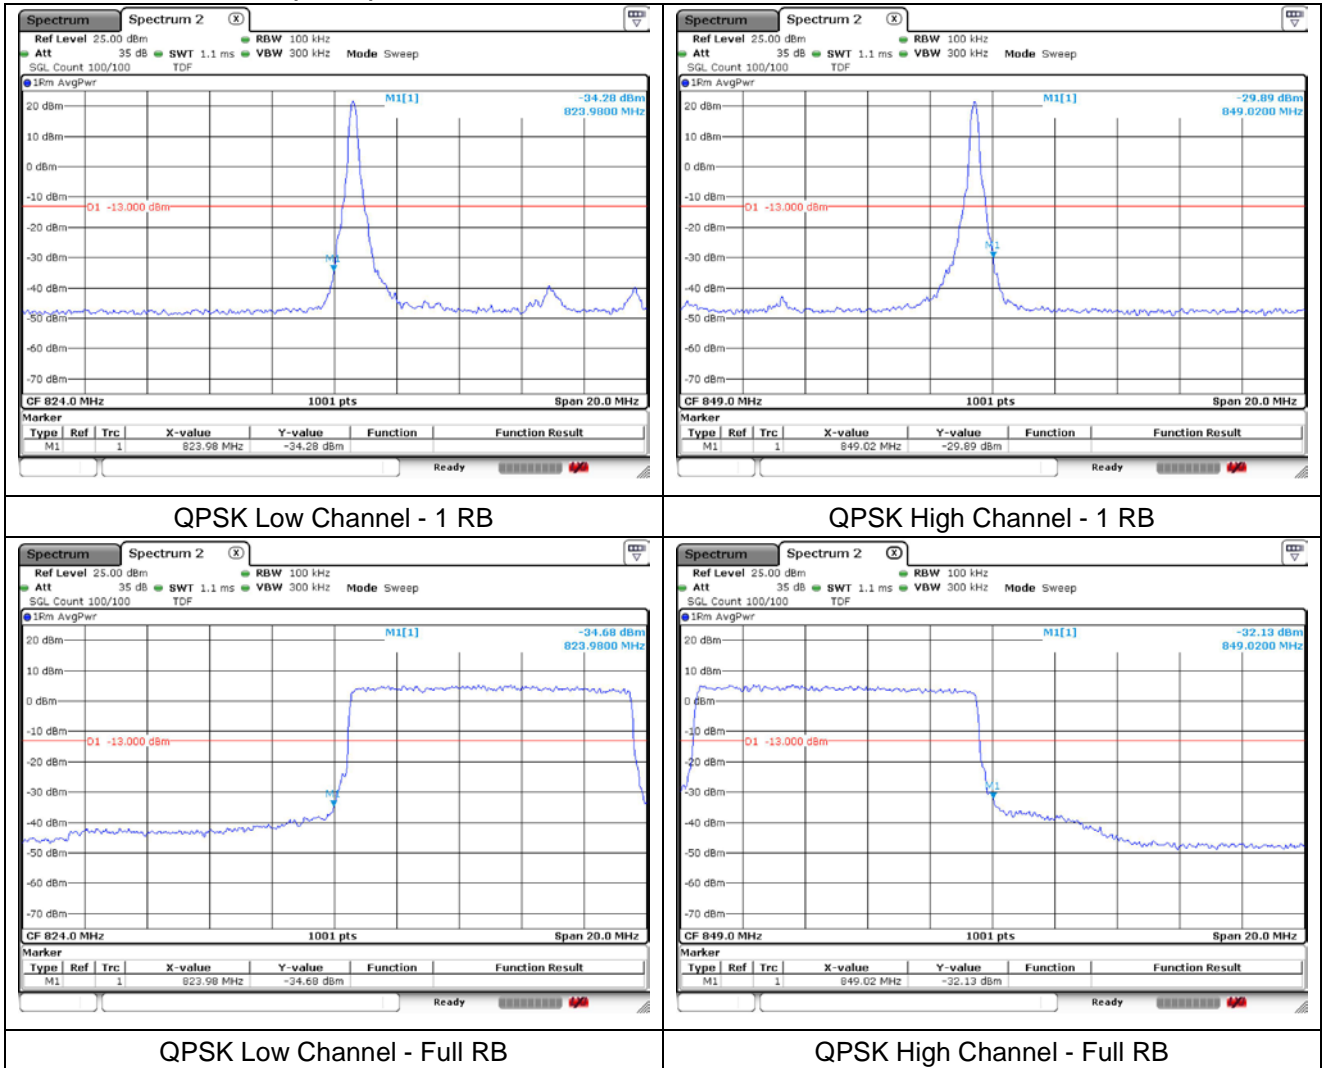 Spectrum Spectrum 2 X
Ref Level 25.00 dBm RBW 100 kHz
Att 35 dB SWT 1.1 ms VBW 300 kHz Mode Sweep
SGL Count 100/100 TDF
1Rm AvgPwr
M1[1] -34.28 dBm
823.9800 MHz
20 dBm
10 dBm
0 dBm
-10 dBm
D1 -13.000 dBm
-20 dBm
M1
-30 dBm
-40 dBm
-50 dBm
-60 dBm
-70 dBm
CF 824.0 MHz 1001 pts Span 20.0 MHz
Marker
Type Ref Trc X-value Y-value Function Function Result
M1 1 823.98 MHz -34.28 dBm
Ready
QPSK Low Channel - 1 RB
Spectrum Spectrum 2 X
Ref Level 25.00 dBm RBW 100 kHz
Att 35 dB SWT 1.1 ms VBW 300 kHz Mode Sweep
SGL Count 100/100 TDF
1Rm AvgPwr
M1[1] -29.89 dBm
849.0200 MHz
20 dBm
10 dBm
0 dBm
-10 dBm
D1 -13.000 dBm
-20 dBm
M1
-30 dBm
-40 dBm
-50 dBm
-60 dBm
-70 dBm
CF 849.0 MHz 1001 pts Span 20.0 MHz
Marker
Type Ref Trc X-value Y-value Function Function Result
M1 1 849.02 MHz -29.89 dBm
Ready
QPSK High Channel - 1 RB
Spectrum Spectrum 2 X
Ref Level 25.00 dBm RBW 100 kHz
Att 35 dB SWT 1.1 ms VBW 300 kHz Mode Sweep
SGL Count 100/100 TDF
1Rm AvgPwr
M1[1] -34.68 dBm
823.9800 MHz
20 dBm
10 dBm
0 dBm
-10 dBm
D1 -13.000 dBm
-20 dBm
-30 dBm
M1
-40 dBm
-50 dBm
-60 dBm
-70 dBm
CF 824.0 MHz 1001 pts Span 20.0 MHz
Marker
Type Ref Trc X-value Y-value Function Function Result
M1 1 823.98 MHz -34.68 dBm
Ready
QPSK Low Channel - Full RB
Spectrum Spectrum 2 X
Ref Level 25.00 dBm RBW 100 kHz
Att 35 dB SWT 1.1 ms VBW 300 kHz Mode Sweep
SGL Count 100/100 TDF
1Rm AvgPwr
M1[1] -32.13 dBm
849.0200 MHz
20 dBm
10 dBm
0 dBm
-10 dBm
D1 -13.000 dBm
-20 dBm
-30 dBm
M1
-40 dBm
-50 dBm
-60 dBm
-70 dBm
CF 849.0 MHz 1001 pts Span 20.0 MHz
Marker
Type Ref Trc X-value Y-value Function Function Result
M1 1 849.02 MHz -32.13 dBm
Ready
QPSK High Channel - Full RB